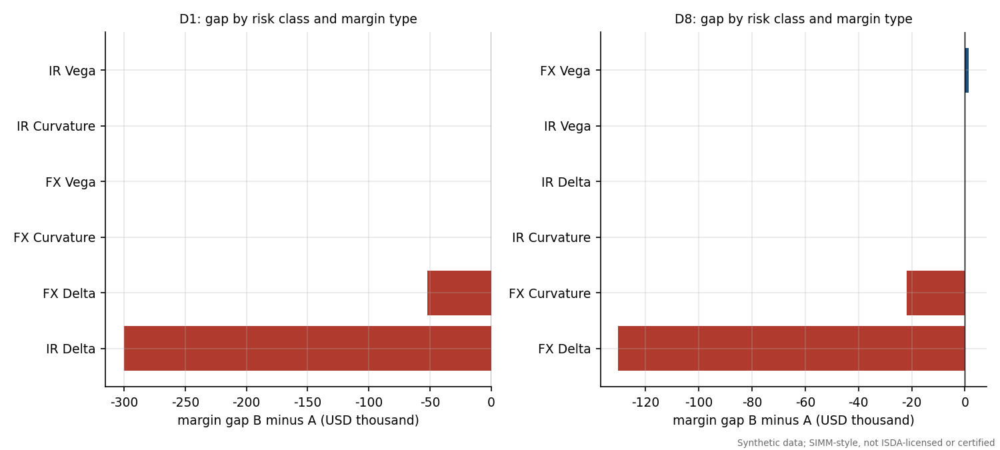 D1: gap by risk class and margin type
IR Vega
IR Curvature
FX Vega
FX Curvature
FX Delta
IR Delta
-300 -250 -200 -150 -100 -50 0
margin gap B minus A (USD thousand)
D8: gap by risk class and margin type
FX Vega
IR Vega
IR Delta
IR Curvature
FX Curvature
FX Delta
-120 -100 -80 -60 -40 -20 0
margin gap B minus A (USD thousand)
Synthetic data; SIMM-style, not ISDA-licensed or certified